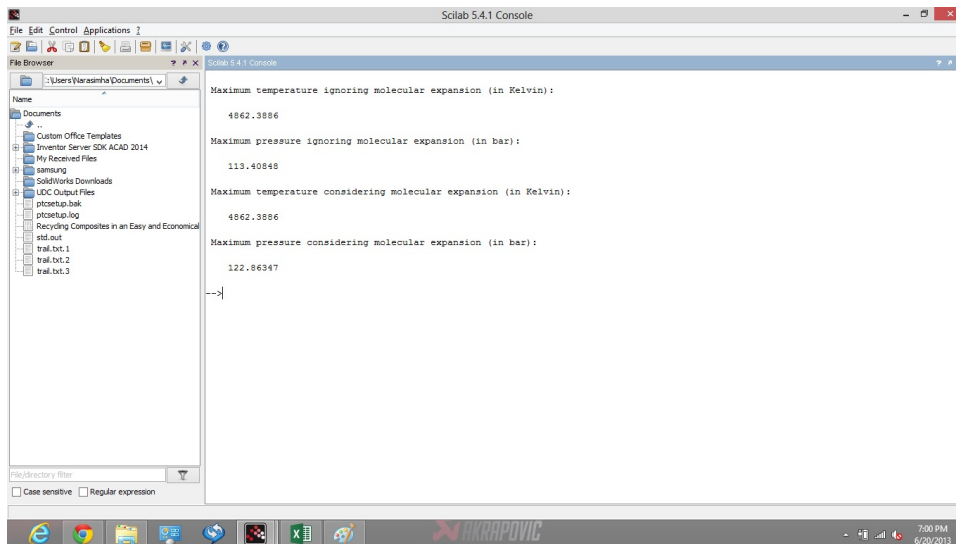 Scilab 5.4.1 Console
File Edit Control Applications ?
File Browser
Scilab 5.4.1 Console
:\Users\Narasimha\Documents\
Name
Documents
..
Custom Office Templates
Inventor Server SDK ACAD 2014
My Received Files
samsung
SolidWorks Downloads
UDC Output Files
ptcsetup.bak
ptcsetup.log
Recycling Composites in an Easy and Economical
std.out
trail.txt.1
trail.txt.2
trail.txt.3
Maximum temperature ignoring molecular expansion (in Kelvin):
4862.3886
Maximum pressure ignoring molecular expansion (in bar):
113.40848
Maximum temperature considering molecular expansion (in Kelvin):
4862.3886
Maximum pressure considering molecular expansion (in bar):
122.86347
-->
File/directory filter
Case sensitive Regular expression
AKRAPOVIC
7:00 PM
6/20/2013